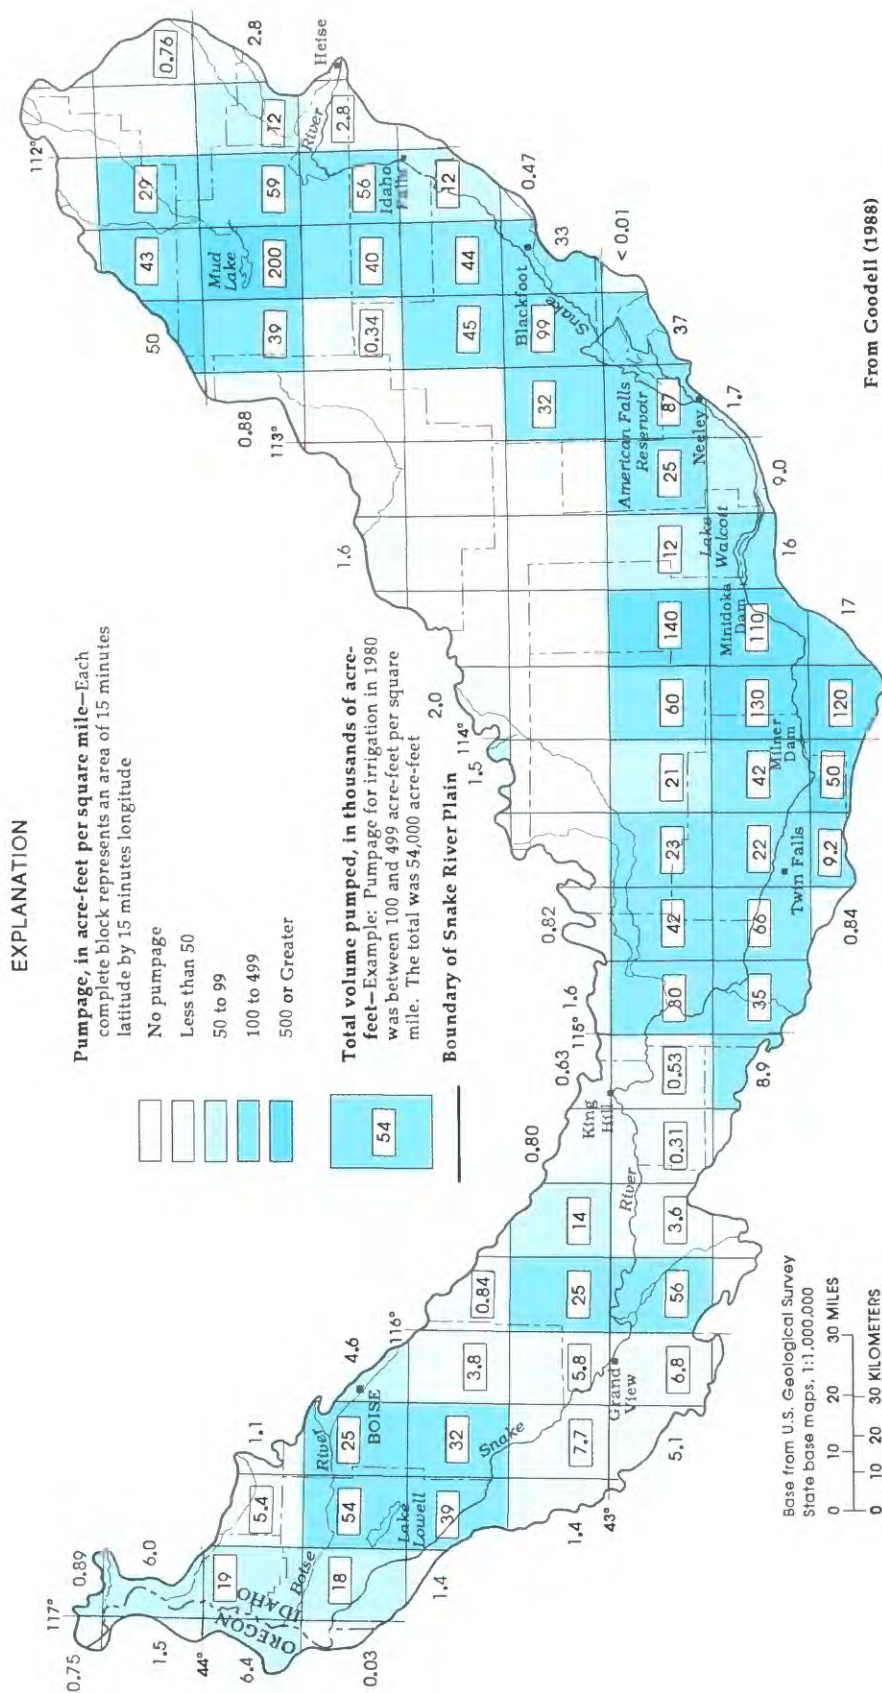 EXPLANATION
Pumpage, in acre-feet per square mile—Each
complete block represents an area of 15 minutes
latitude by 15 minutes longitude
No pumpage
Less than 50
50 to 99
100 to 499
500 or Greater
54
Total volume pumped, in thousands of acre-
feet—Example: Pumpage for irrigation in 1980
was between 100 and 499 acre-feet per square
mile. The total was 54,000 acre-feet
Boundary of Snake River Plain
117°
0.75
0.89
6.0
1.5
44°
6.4
OREGON
IDAHO
19
5.4
1.1
0.03
18
Boise
River
54
25
BOISE
4.6
116°
1.4
Lake
Lowell
39
32
3.8
0.84
Snake
1.4
43°
7.7
5.8
25
14
0.80
Grand
View
5.1
6.8
56
3.6
River
0.31
0.53
King
Hill
0.63
115°
1.6
8.9
0.82
80
42
23
21
60
140
12
25
87
35
66
22
42
130
110
Twin Falls
0.84
9.2
50
120
17
Milner
Dam
Minidoka
Dam
16
Lake
Walcott
9.0
1.7
Neeley
American Falls
Reservoir
37
< 0.01
1.5
114°
2.0
1.6
113°
0.88
32
99
Snake
Blackfoot
33
0.47
45
44
12
0.34
40
56
Idaho
Falls
2.8
39
200
59
12
River
Heise
Mud
Lake
50
43
29
0.76
2.8
112°
Base from U.S. Geological Survey
State base maps, 1:1,000,000
0 10 20 30 MILES
0 10 20 30 KILOMETERS
From Goodell (1988)